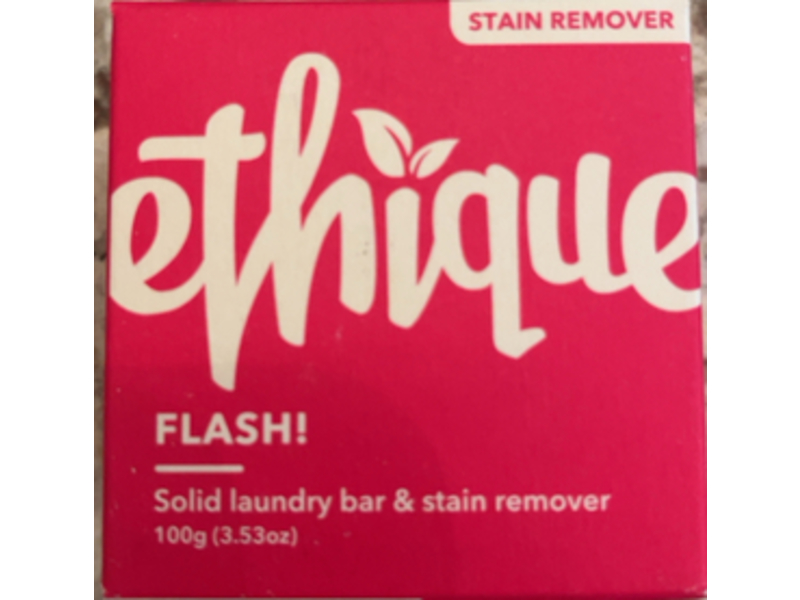 STAIN REMOVER
ethique
FLASH!
Solid laundry bar & stain remover
100g (3.53oz)